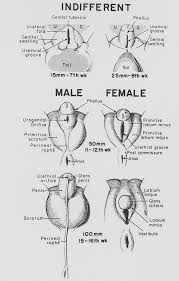 INDIFFERENT
Genital tubercle
Phallus
Urethral fold
Genital swelling
Urethral groove
Genital swelling
Tail
15mm-7th wk
25mm-8th wk
MALE
FEMALE
Phallus
Urogenital Orifice
Primitive scrotum
Perineal raphé
Anus
50mm
11-12th wk
Urethral groove
Primitive labium minus
Primitive labium majus
Urethral groove
Post commissure
Anus
Urethral orifice
Glans penis
Penis
Scrotum
Perineal raphé
100mm
15-16th wk
Labium majus
Glans clitoris
Labium minus
Vestibule